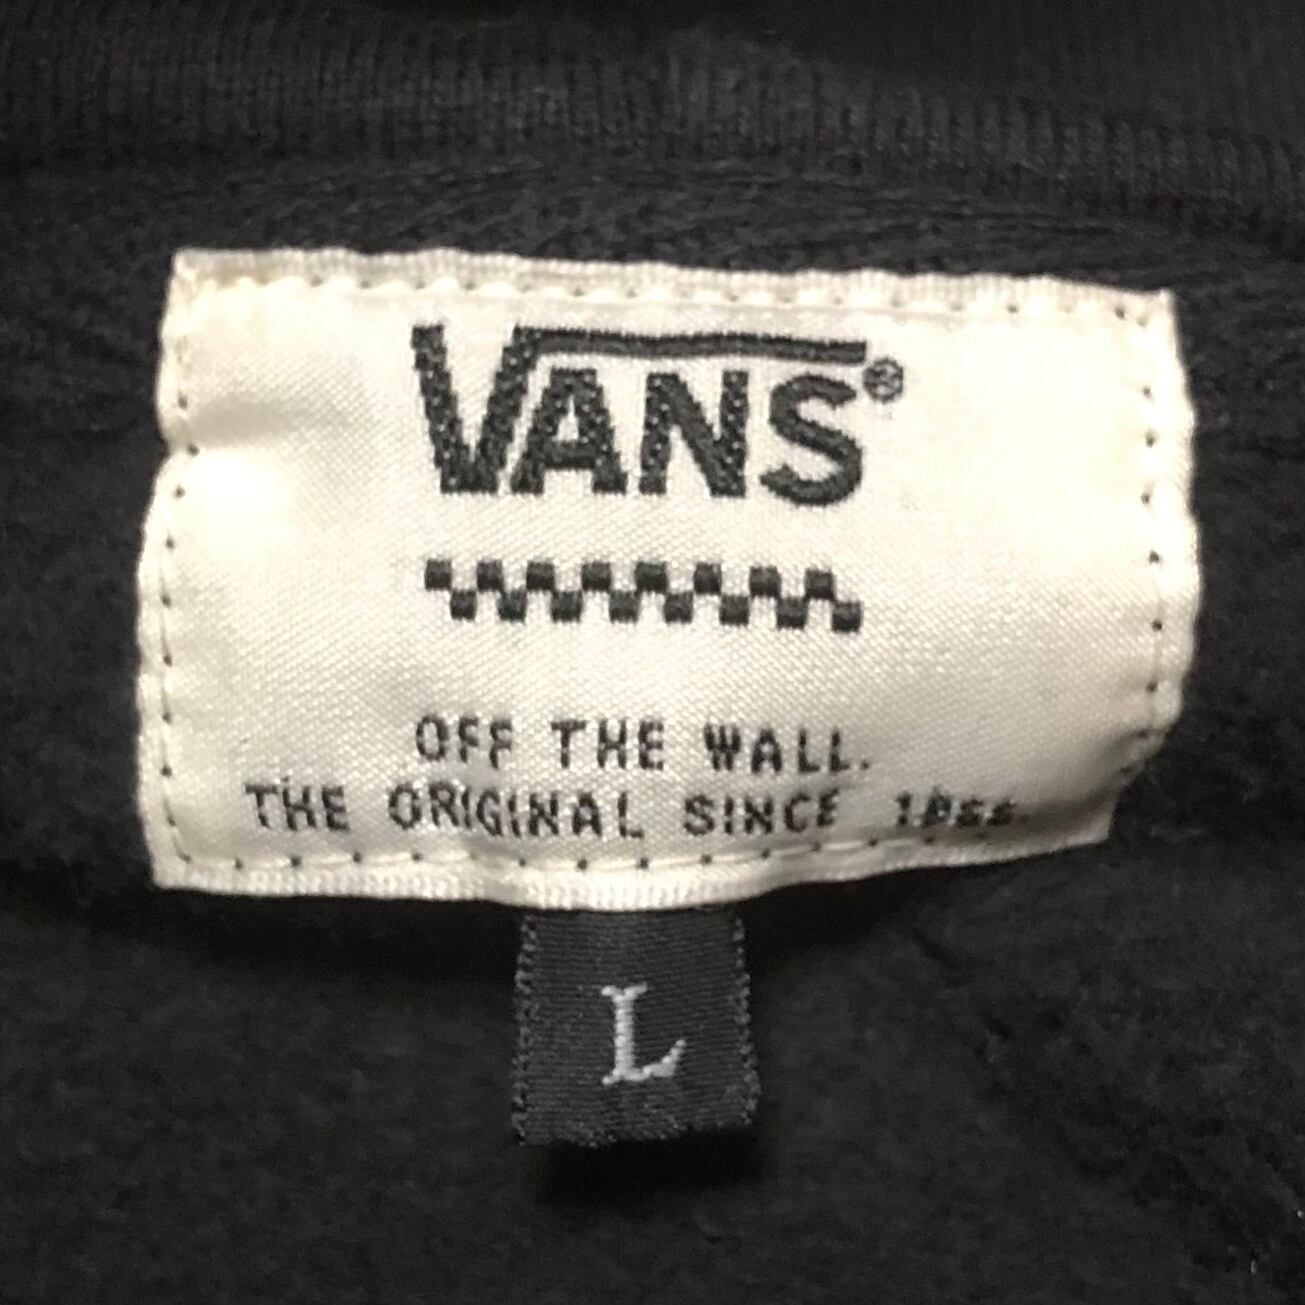 VANS®
OFF THE WALL.
THE ORIGINAL SINCE
L